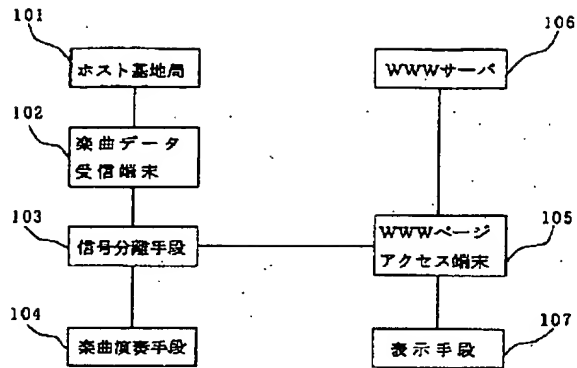 101
ホスト基地局
102
楽曲データ
受信端末
103
信号分離手段
104
楽曲演奏手段
106
WWWサーバ
WWWページ
アクセス端末
105
表示手段
107